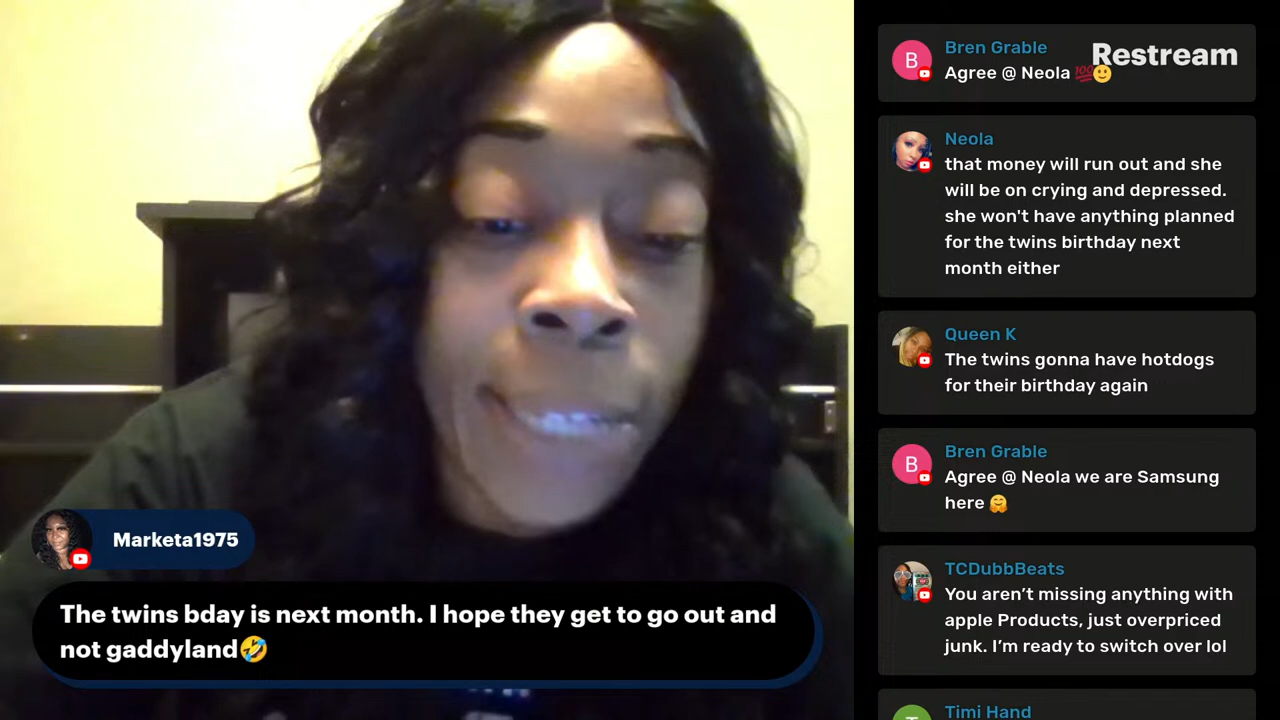 Restream
Bren Grable
Agree @ Neola 💯🙂
Neola
that money will run out and she
will be on crying and depressed.
she won't have anything planned
for the twins birthday next
month either
Queen K
The twins gonna have hotdogs
for their birthday again
B
Bren Grable
Agree @ Neola we are Samsung
here 🤗
TCDubbBeats
You aren’t missing anything with
apple Products, just overpriced
junk. I’m ready to switch over lol
Timi Hand
Marketa1975
The twins bday is next month. I hope they get to go out and
not gaddyland🤣